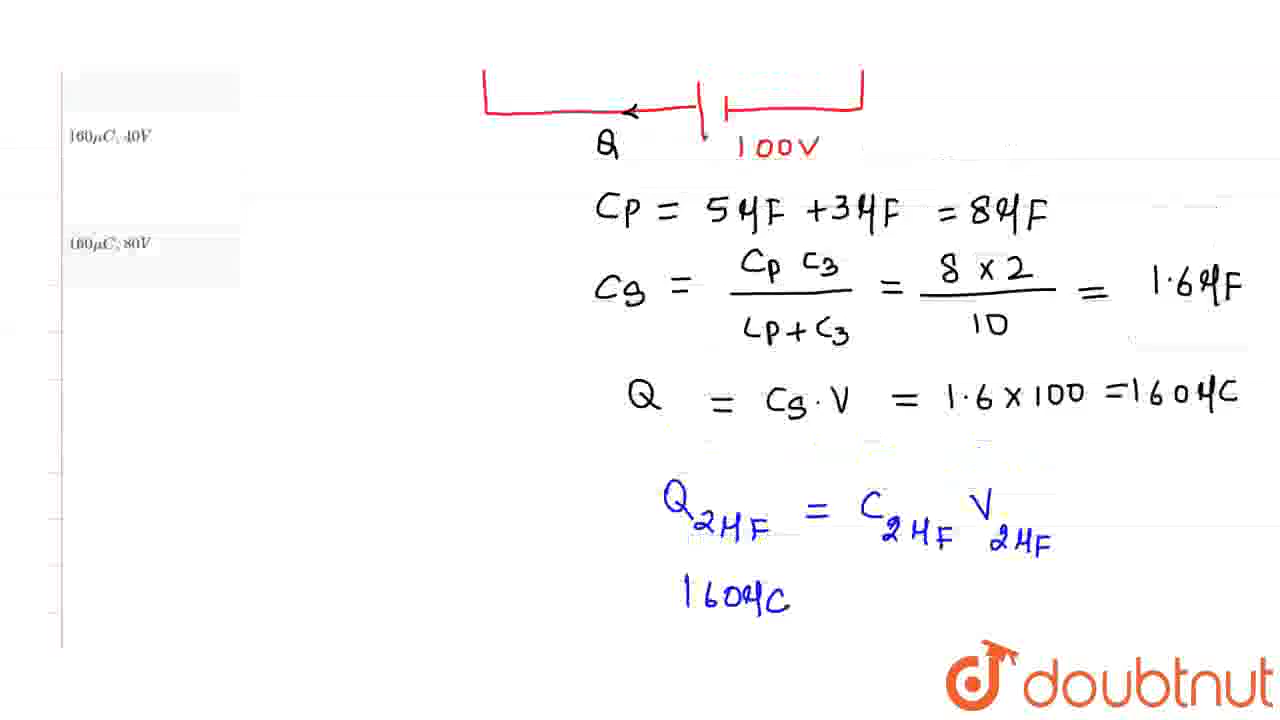 160μC, 40V
160μC, 80V
Q 100V
Cp = 5μF + 3μF = 8μF
Cs = Cp C3 / Cp + C3 = 8 × 2 / 10 = 1.6μF
Q = Cs . V = 1.6 × 100 = 160μC
Q2μF = C2μF V2μF
160μC
doubtnut